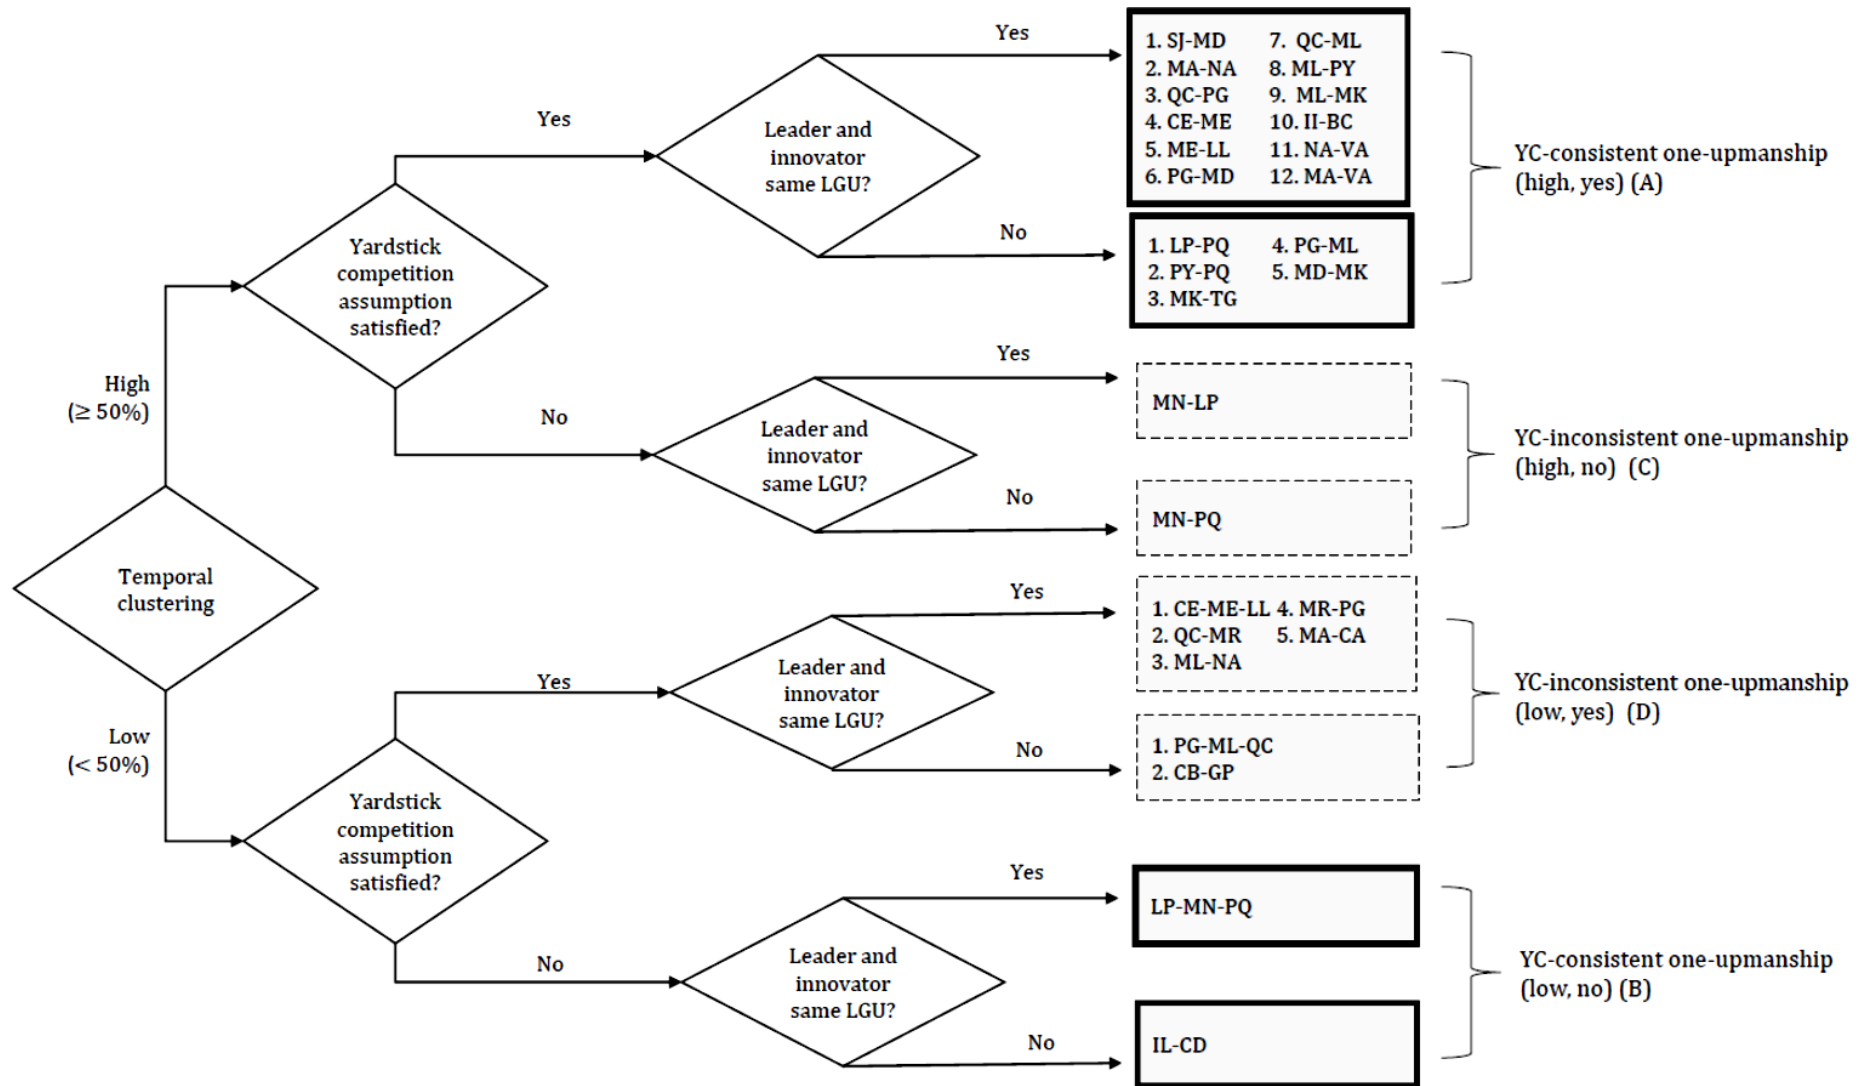 Temporal
clustering
High
(≥ 50%)
Low
(< 50%)
Yardstick
competition
assumption
satisfied?
Yes
No
Leader and
innovator
same LGU?
Yes
No
1. SJ-MD 7. QC-ML
2. MA-NA 8. ML-PY
3. QC-PG 9. ML-MK
4. CE-ME 10. II-BC
5. ME-LL 11. NA-VA
6. PG-MD 12. MA-VA
1. LP-PQ 4. PG-ML
2. PY-PQ 5. MD-MK
3. MK-TG
YC-consistent one-upmanship
(high, yes) (A)
Leader and
innovator
same LGU?
Yes
No
MN-LP
MN-PQ
YC-inconsistent one-upmanship
(high, no) (C)
Yardstick
competition
assumption
satisfied?
Yes
No
Leader and
innovator
same LGU?
Yes
No
1. CE-ME-LL 4. MR-PG
2. QC-MR 5. MA-CA
3. ML-NA
1. PG-ML-QC
2. CB-GP
YC-inconsistent one-upmanship
(low, yes) (D)
Leader and
innovator
same LGU?
Yes
No
LP-MN-PQ
IL-CD
YC-consistent one-upmanship
(low, no) (B)